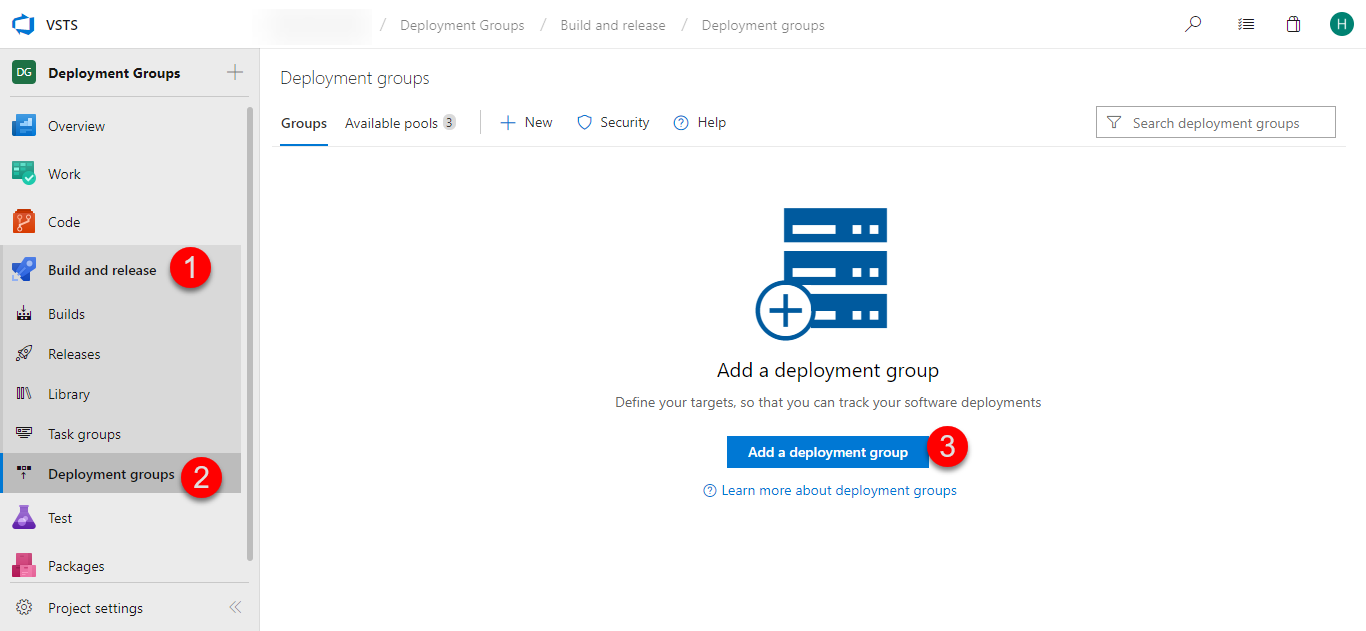 VSTS / Deployment Groups / Build and release / Deployment groups H
DG Deployment Groups
Overview
Work
Code
Build and release 1
Builds
Releases
Library
Task groups
Deployment groups 2
Test
Packages
Project settings
Deployment groups
Groups Available pools 3 New Security Help Search deployment groups
Add a deployment group
Define your targets, so that you can track your software deployments
Add a deployment group 3
Learn more about deployment groups